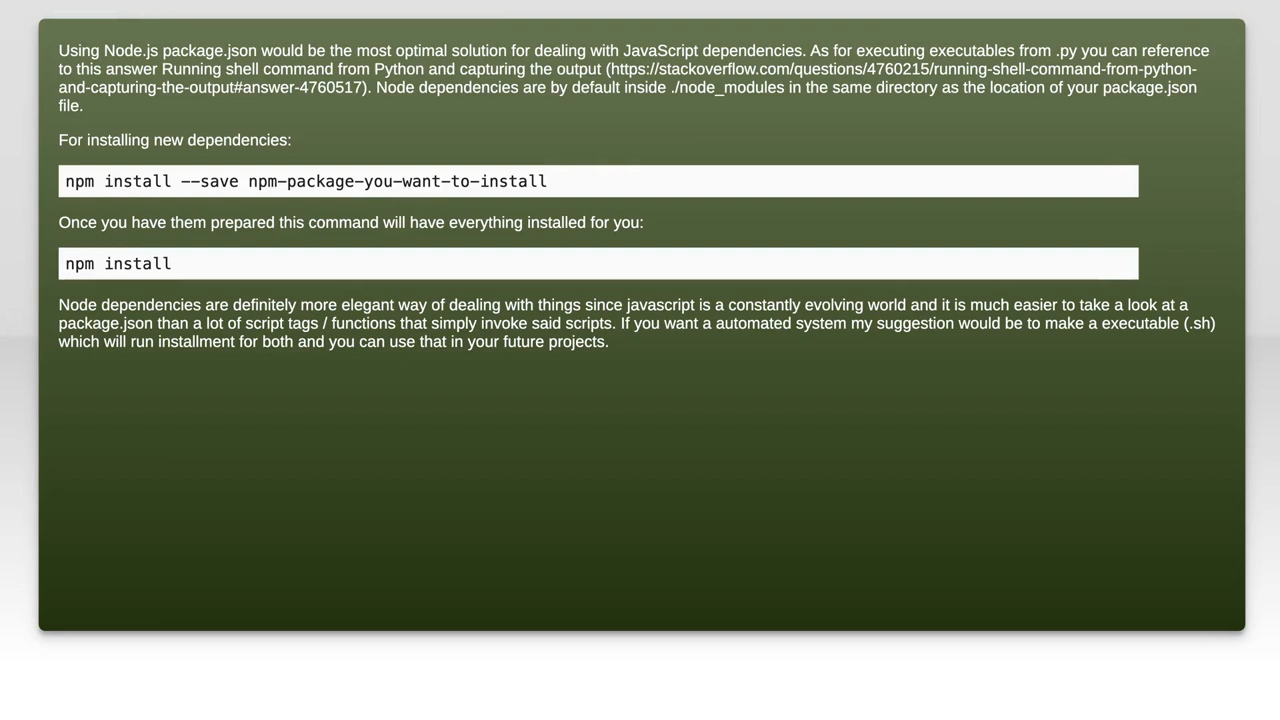 Using Node.js package.json would be the most optimal solution for dealing with JavaScript dependencies. As for executing executables from .py you can reference
to this answer Running shell command from Python and capturing the output (https://stackoverflow.com/questions/4760215/running-shell-command-from-python-
and-capturing-the-output#answer-4760517). Node dependencies are by default inside ./node_modules in the same directory as the location of your package.json
file.
For installing new dependencies:
npm install --save npm-package-you-want-to-install
Once you have them prepared this command will have everything installed for you:
npm install
Node dependencies are definitely more elegant way of dealing with things since javascript is a constantly evolving world and it is much easier to take a look at a
package.json than a lot of script tags / functions that simply invoke said scripts. If you want a automated system my suggestion would be to make a executable (.sh)
which will run installment for both and you can use that in your future projects.